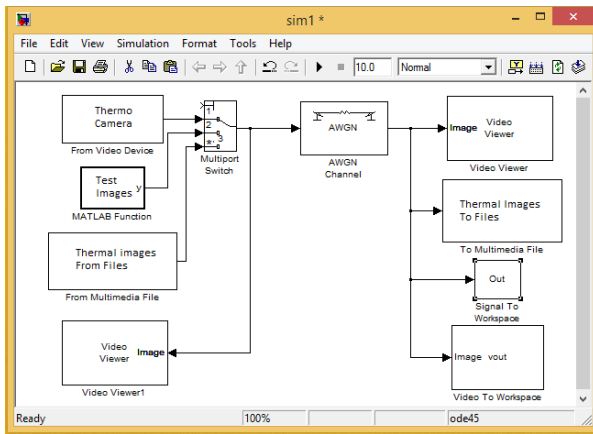 sim1 *
File Edit View Simulation Format Tools Help
10.0 Normal
Thermo
Camera
From Video Device
1
2
3
*,
Multiport
Switch
Test
Images y
MATLAB Function
Thermal images
From Files
From Multimedia File
Video
Viewer Image
Video Viewer1
AWGN
AWGN
Channel
Image Video
Viewer
Video Viewer
Thermal Images
To Files
To Multimedia File
Out
Signal To
Workspace
Image vout
Video To Workspace
Ready 100% ode45